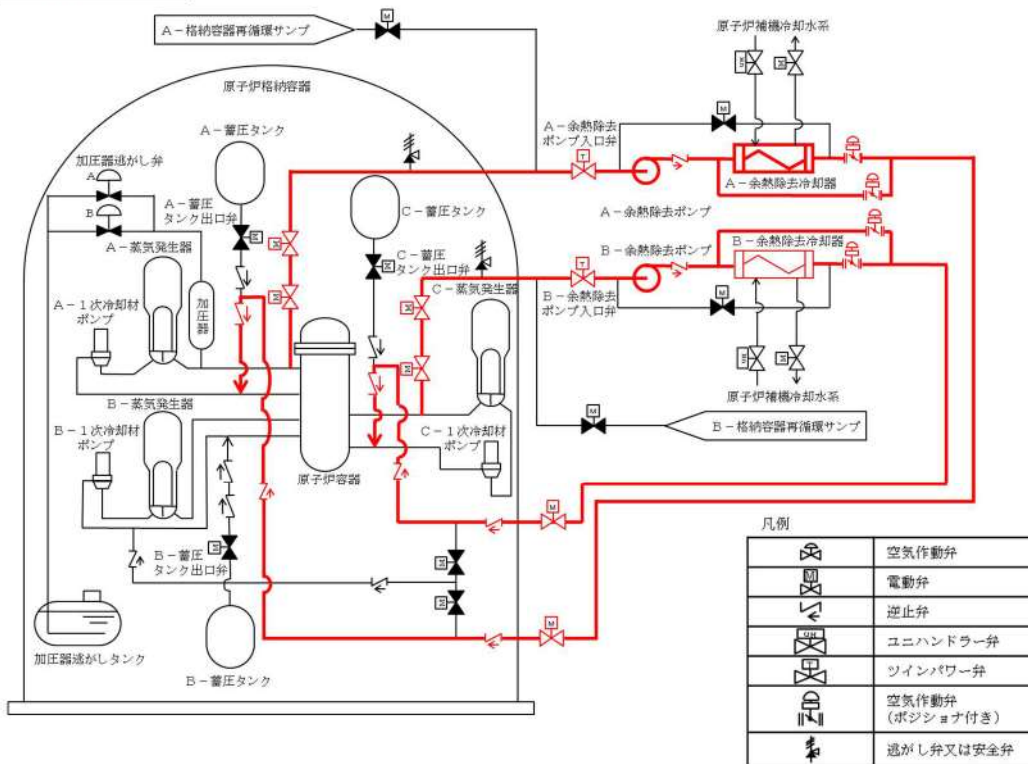 A-格納容器再循環サンプ
M
原子炉補機冷却水系
原子炉格納容器
A-蓄圧タンク
加圧器逃がし弁
A
B
A-蓄圧
タンク出口弁
A-蒸気発生器
加圧器
A-1次冷却材
ポンプ
C-蓄圧タンク
C-蓄圧
タンク出口弁
C-蒸気発生器
A-余熱除去
ポンプ入口弁
T
M
A-余熱除去冷却器
A-余熱除去ポンプ
B-余熱除去ポンプ
B-余熱除去冷却器
T
B-余熱除去
ポンプ入口弁
M
原子炉補機冷却水系
M
B-格納容器再循環サンプ
B-蒸気発生器
B-1次冷却材
ポンプ
原子炉容器
C-1次冷却材
ポンプ
B-蓄圧
タンク出口弁
M
M
M
M
加圧器逃がしタンク
B-蓄圧タンク
凡例
空気作動弁
M
電動弁
逆止弁
ユニハンドラー弁
T
ツインパワー弁
空気作動弁
(ポジショナ付き)
逃がし弁又は安全弁